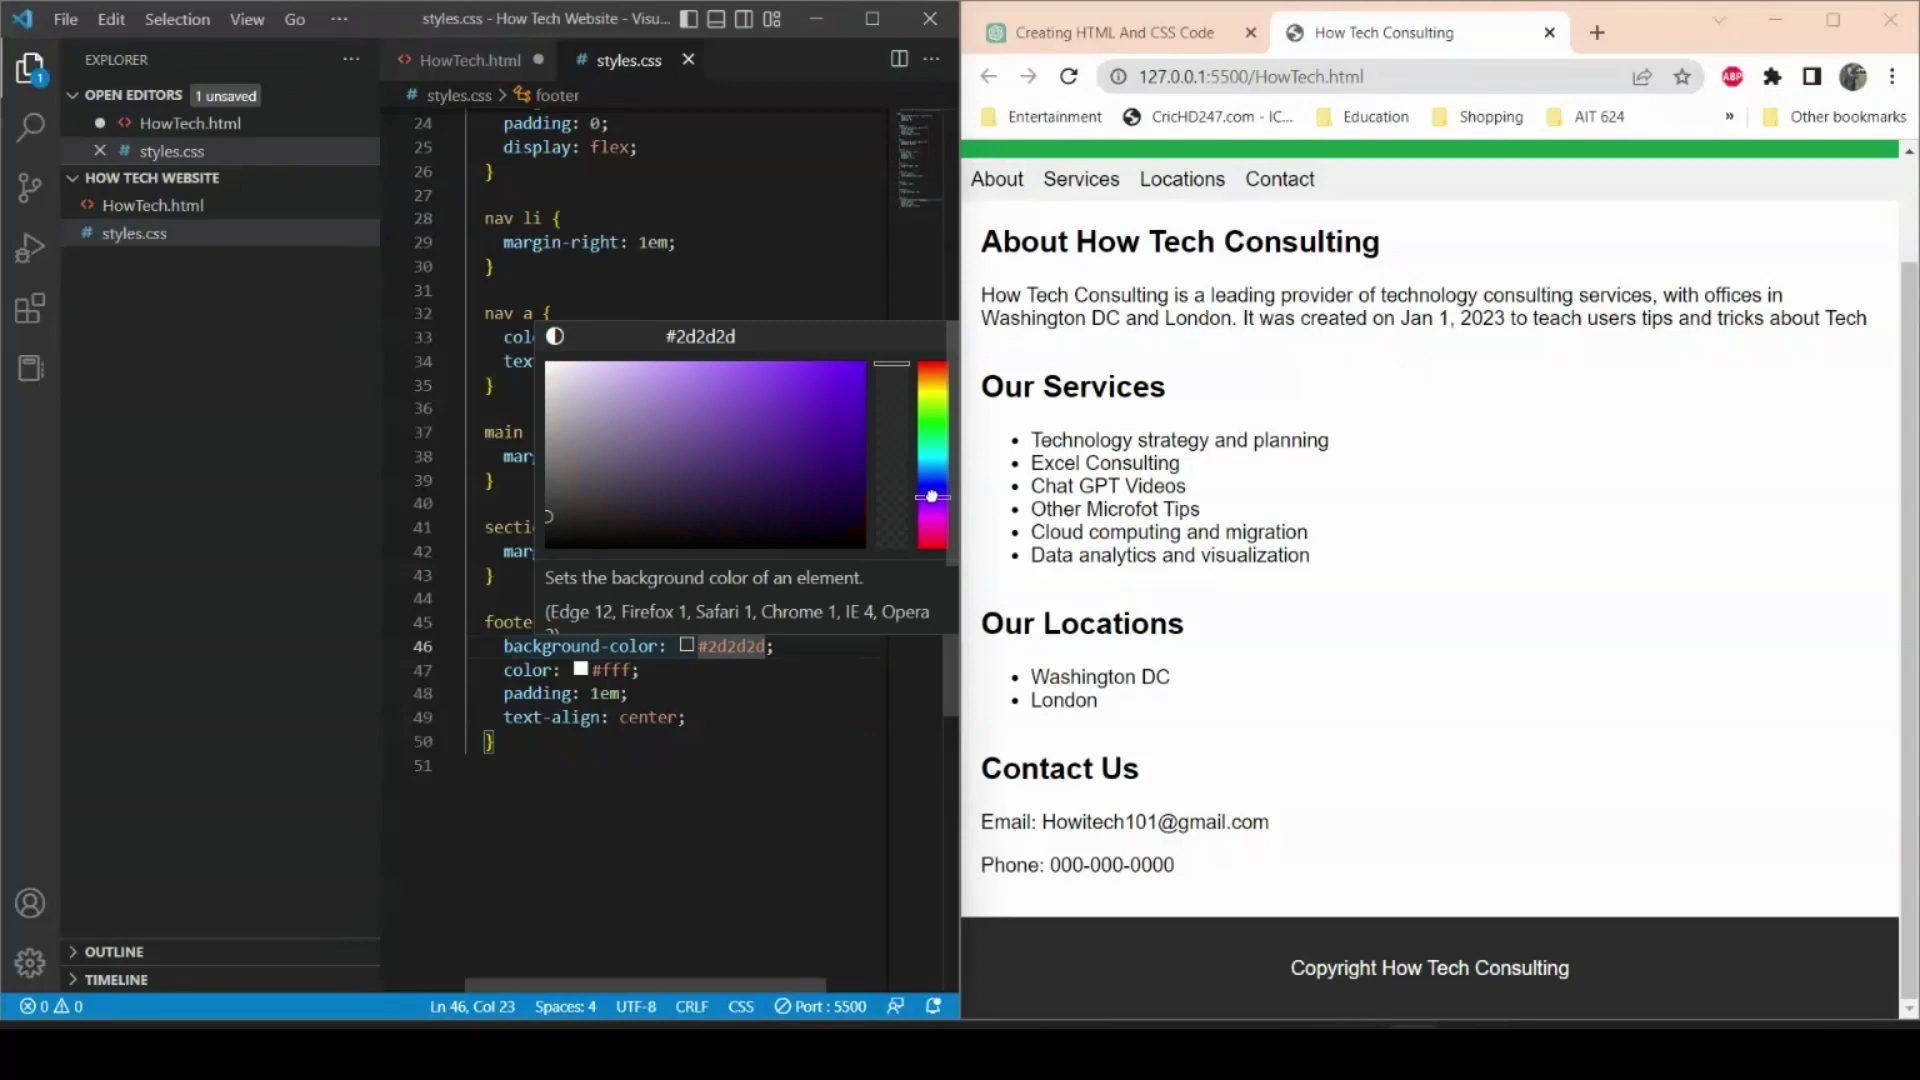 File Edit Selection View Go ···
styles.css - How Tech Website - Visu...
EXPLORER
OPEN EDITORS 1 unsaved
HowTech.html
styles.css
HOW TECH WEBSITE
HowTech.html
styles.css
OUTLINE
TIMELINE
1
HowTech.html
styles.css
styles.css > footer
24 padding: 0;
25 display: flex;
26 }
27
28 nav li {
29 margin-right: 1em;
30 }
31
32 nav a {
33 col
34 tex
35 }
36
37 main
38 mar
39 }
40
41 secti
42 mar
43 }
44
45 foote
46 background-color: #2d2d2d;
47 color: #fff;
48 padding: 1em;
49 text-align: center;
50 }
51
#2d2d2d
Sets the background color of an element.
(Edge 12, Firefox 1, Safari 1, Chrome 1, IE 4, Opera
0 0
Ln 46, Col 23 Spaces: 4 UTF-8 CRLF CSS Port : 5500
Creating HTML And CSS Code
How Tech Consulting
127.0.0.1:5500/HowTech.html
ABP
Entertainment CricHD247.com - IC... Education Shopping AIT 624 » Other bookmarks
About Services Locations Contact
About How Tech Consulting
How Tech Consulting is a leading provider of technology consulting services, with offices in
Washington DC and London. It was created on Jan 1, 2023 to teach users tips and tricks about Tech
Our Services
• Technology strategy and planning
• Excel Consulting
• Chat GPT Videos
• Other Microfot Tips
• Cloud computing and migration
• Data analytics and visualization
Our Locations
• Washington DC
• London
Contact Us
Email: Howitech101@gmail.com
Phone: 000-000-0000
Copyright How Tech Consulting